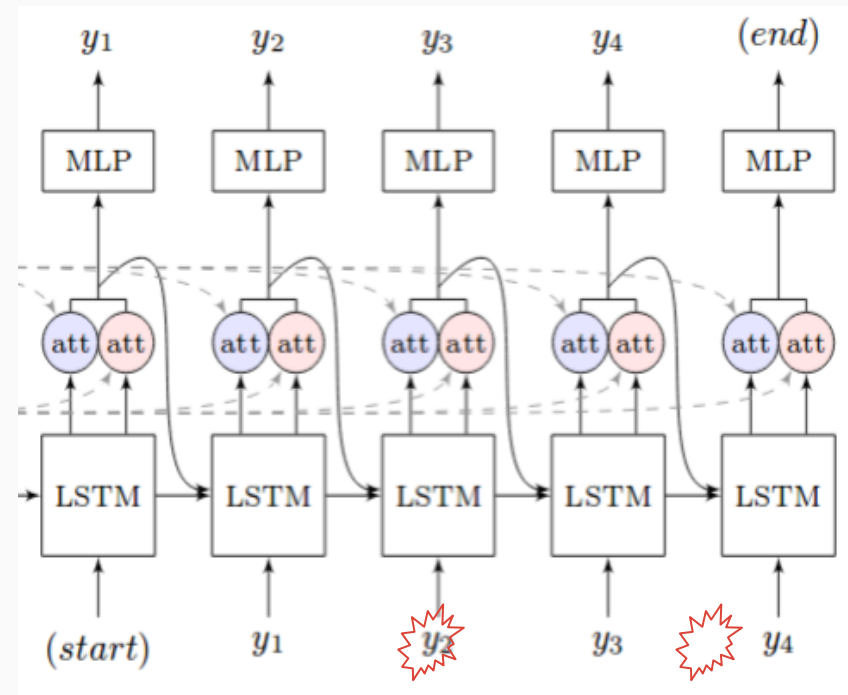 y₁ y₂ y₃ y₄ (end)
MLP MLP MLP MLP MLP
att att att att att att att att att att
LSTM LSTM LSTM LSTM LSTM
(start) y₁ y₂ y₃ y₄